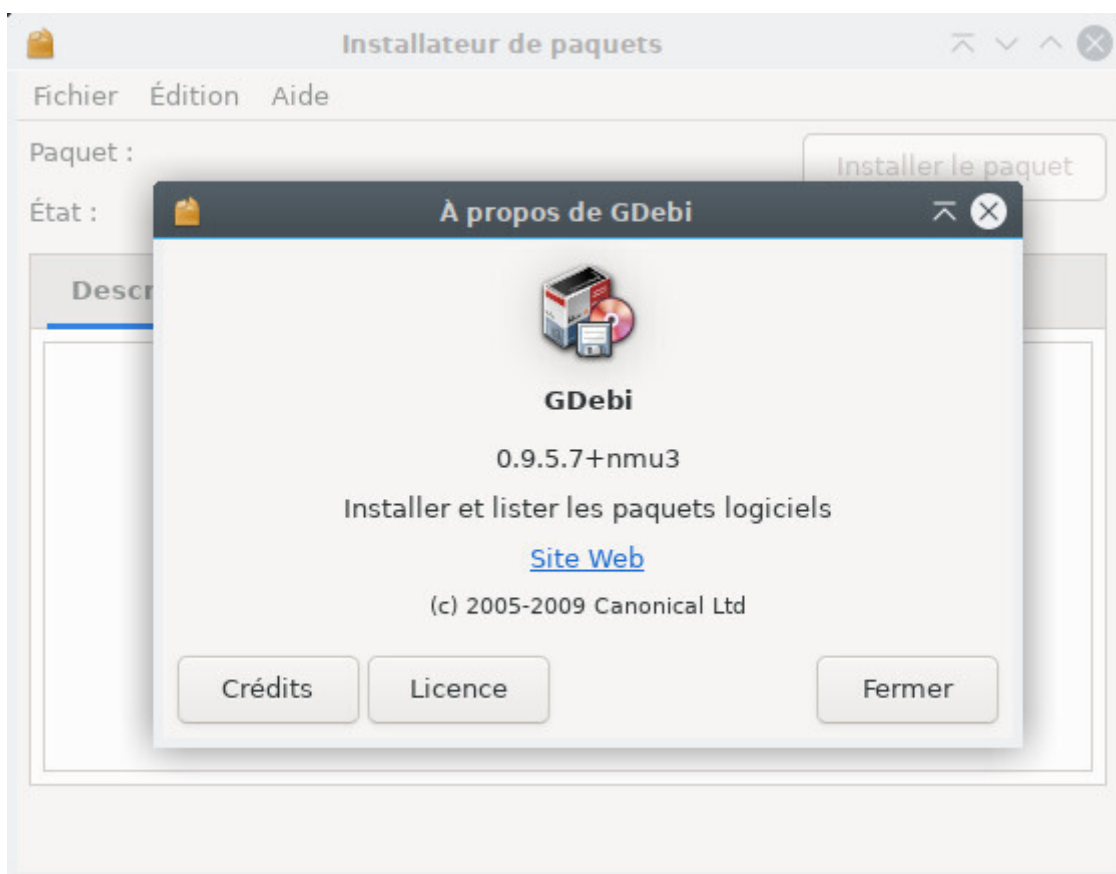 Installateur de paquets
Fichier Édition Aide
Paquet :
Installer le paquet
État :
À propos de GDebi
Descr
GDebi
0.9.5.7+nmu3
Installer et lister les paquets logiciels
Site Web
(c) 2005-2009 Canonical Ltd
Crédits Licence Fermer